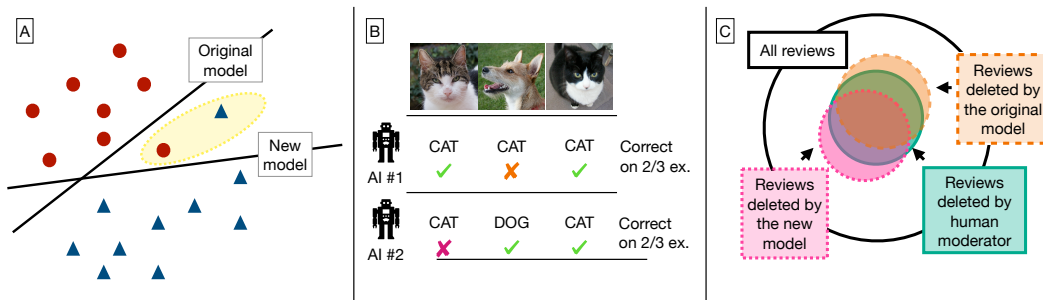 A
Original
model
New
model
B
CAT CAT CAT
✓ ✗ ✓
Correct
on 2/3 ex.
AI #1
CAT DOG CAT
✗ ✓ ✓
Correct
on 2/3 ex.
AI #2
C
All reviews
Reviews
deleted by
the original
model
Reviews
deleted by
the new
model
Reviews
deleted by
human
moderator